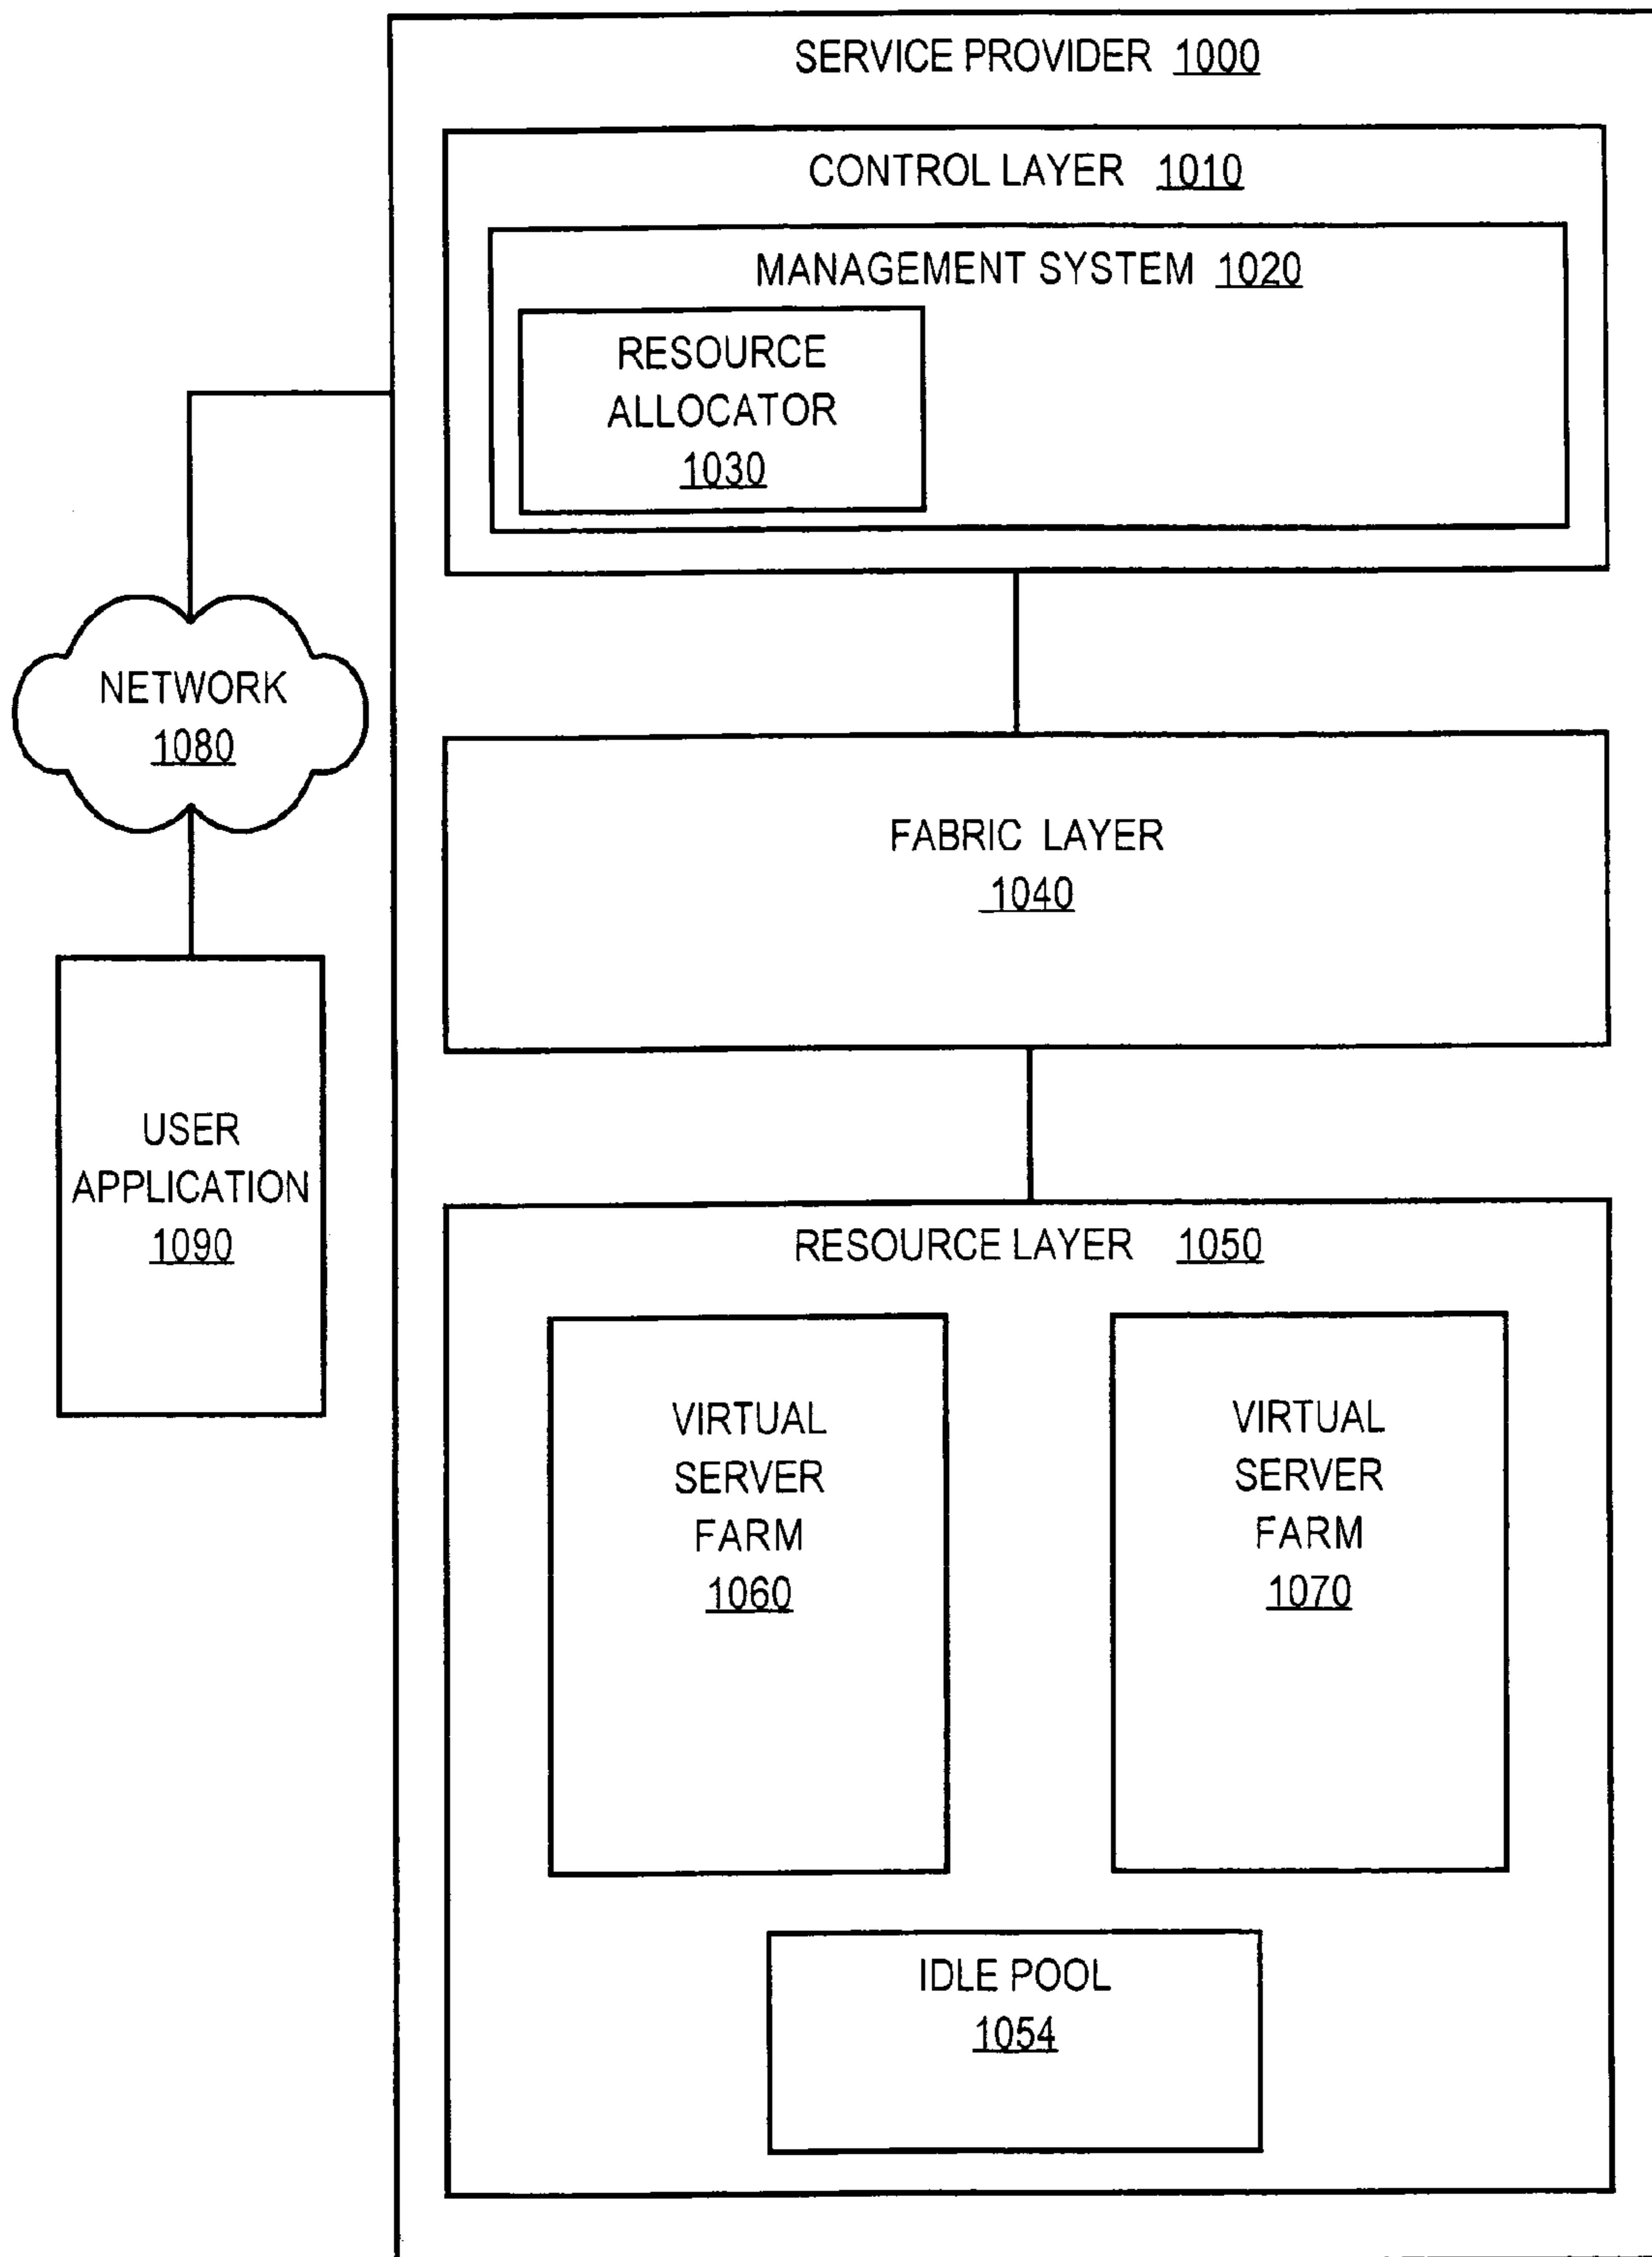 SERVICE PROVIDER 1000
CONTROL LAYER 1010
MANAGEMENT SYSTEM 1020
RESOURCE
ALLOCATOR
1030
NETWORK
1080
FABRIC LAYER
1040
USER
APPLICATION
1090
RESOURCE LAYER 1050
VIRTUAL
SERVER
FARM
1060
VIRTUAL
SERVER
FARM
1070
IDLE POOL
1054